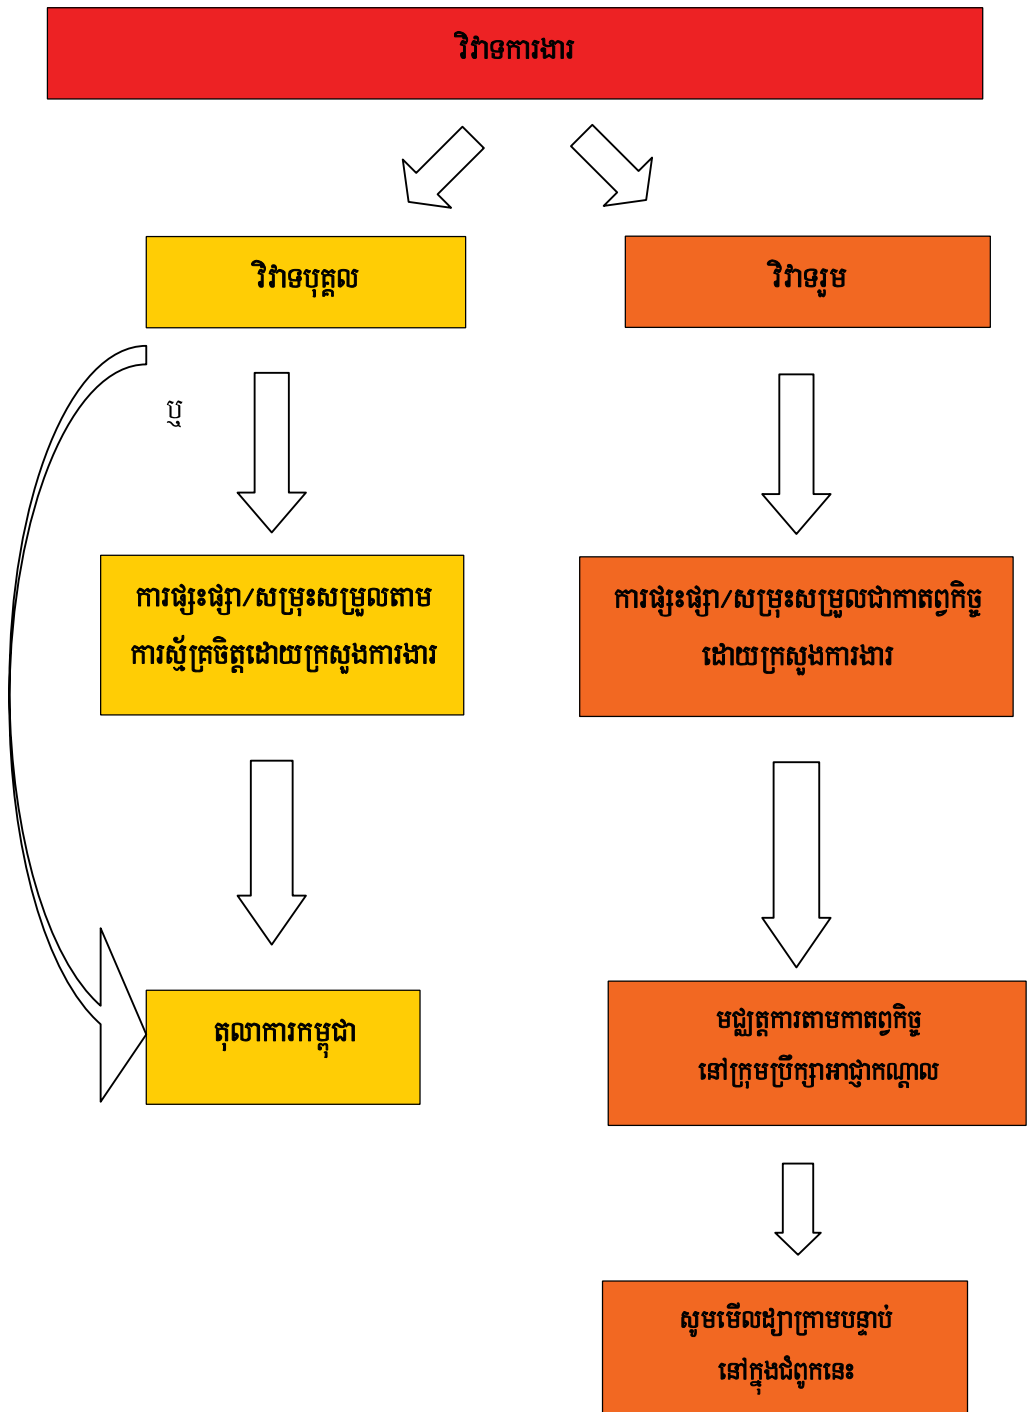 វិវាទការងារ
វិវាទបុគ្គល
វិវាទរួម
ឬ
ការផ្សះផ្សា/សម្រុះសម្រួលតាម
ការស្ម័គ្រចិត្តដោយក្រសួងការងារ
ការផ្សះផ្សា/សម្រុះសម្រួលជាកាតព្វកិច្ច
ដោយក្រសួងការងារ
តុលាការកម្ពុជា
មជ្ឈត្តការតាមកាតព្វកិច្ច
នៅក្រុមប្រឹក្សាអាជ្ញាកណ្តាល
សូមមើលដ្យាក្រាមបន្ទាប់
នៅក្នុងជំពូកនេះ